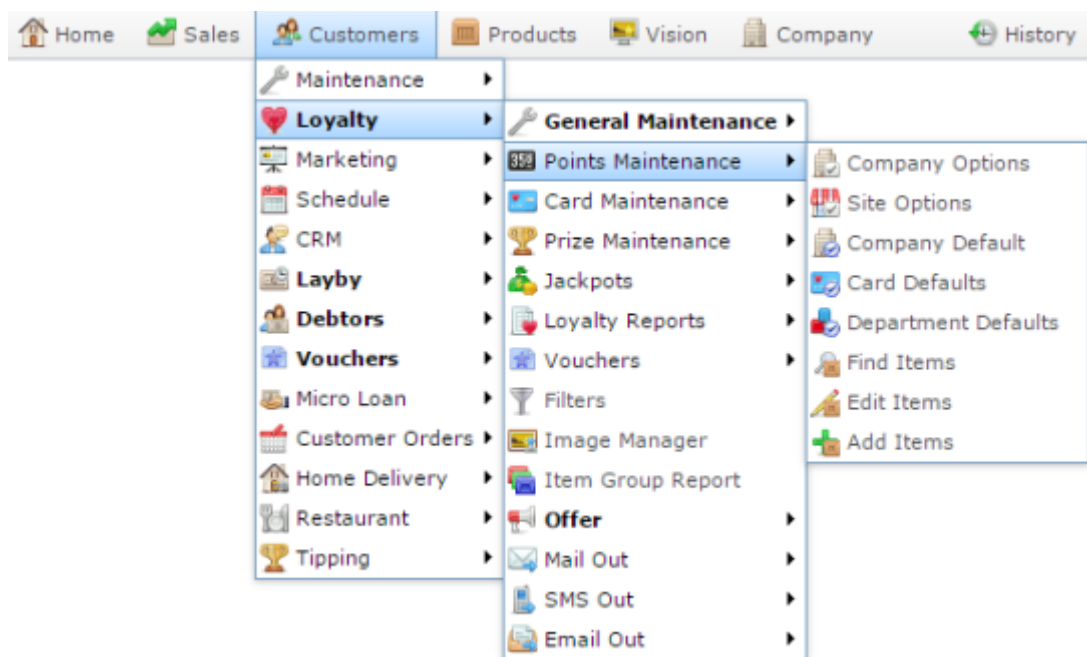 Home Sales Customers Products Vision Company History
Maintenance
Loyalty
Marketing
Schedule
CRM
Layby
Debtors
Vouchers
Micro Loan
Customer Orders
Home Delivery
Restaurant
Tipping
General Maintenance
Points Maintenance
Card Maintenance
Prize Maintenance
Jackpots
Loyalty Reports
Vouchers
Filters
Image Manager
Item Group Report
Offer
Mail Out
SMS Out
Email Out
Company Options
Site Options
Company Default
Card Defaults
Department Defaults
Find Items
Edit Items
Add Items